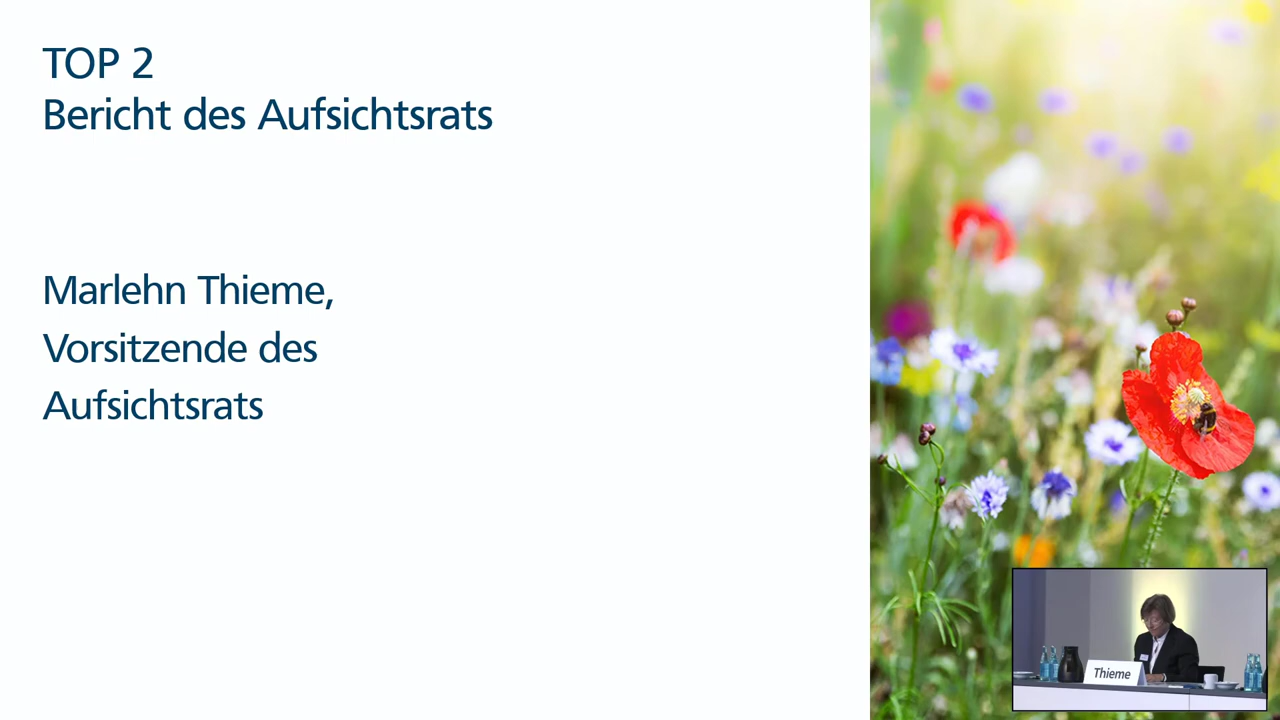 TOP 2
Bericht des Aufsichtsrats
Marlehn Thieme,
Vorsitzende des
Aufsichtsrats
Thieme